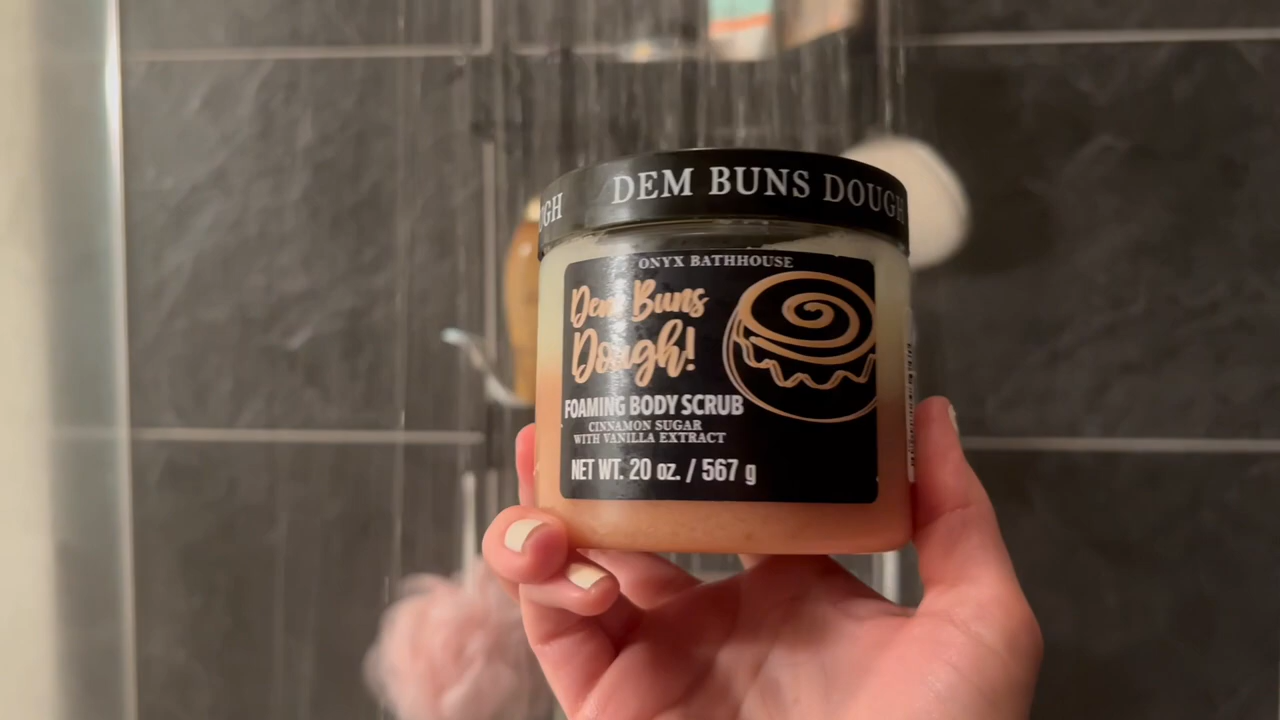 UGH DEM BUNS DOUGH
ONYX BATHHOUSE
Dem Buns
Dough!
FOAMING BODY SCRUB
CINNAMON SUGAR
WITH VANILLA EXTRACT
NET WT. 20 oz. / 567 g